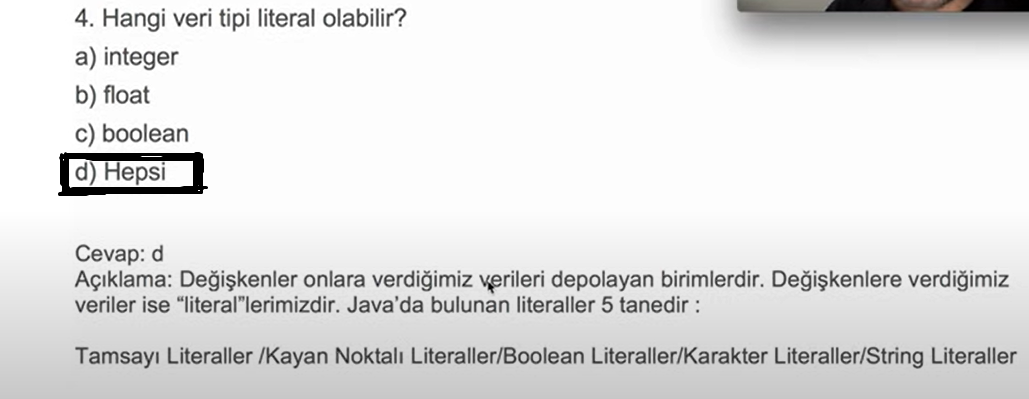 4. Hangi veri tipi literal olabilir?
a) integer
b) float
c) boolean
d) Hepsi
Cevap: d
Açıklama: Değişkenler onlara verdiğimiz verileri depolayan birimlerdir. Değişkenlere verdiğimiz
veriler ise “literal”lerimizdir. Java’da bulunan literaller 5 tanedir :
Tamsayı Literaller /Kayan Noktalı Literaller/Boolean Literaller/Karakter Literaller/String Literaller